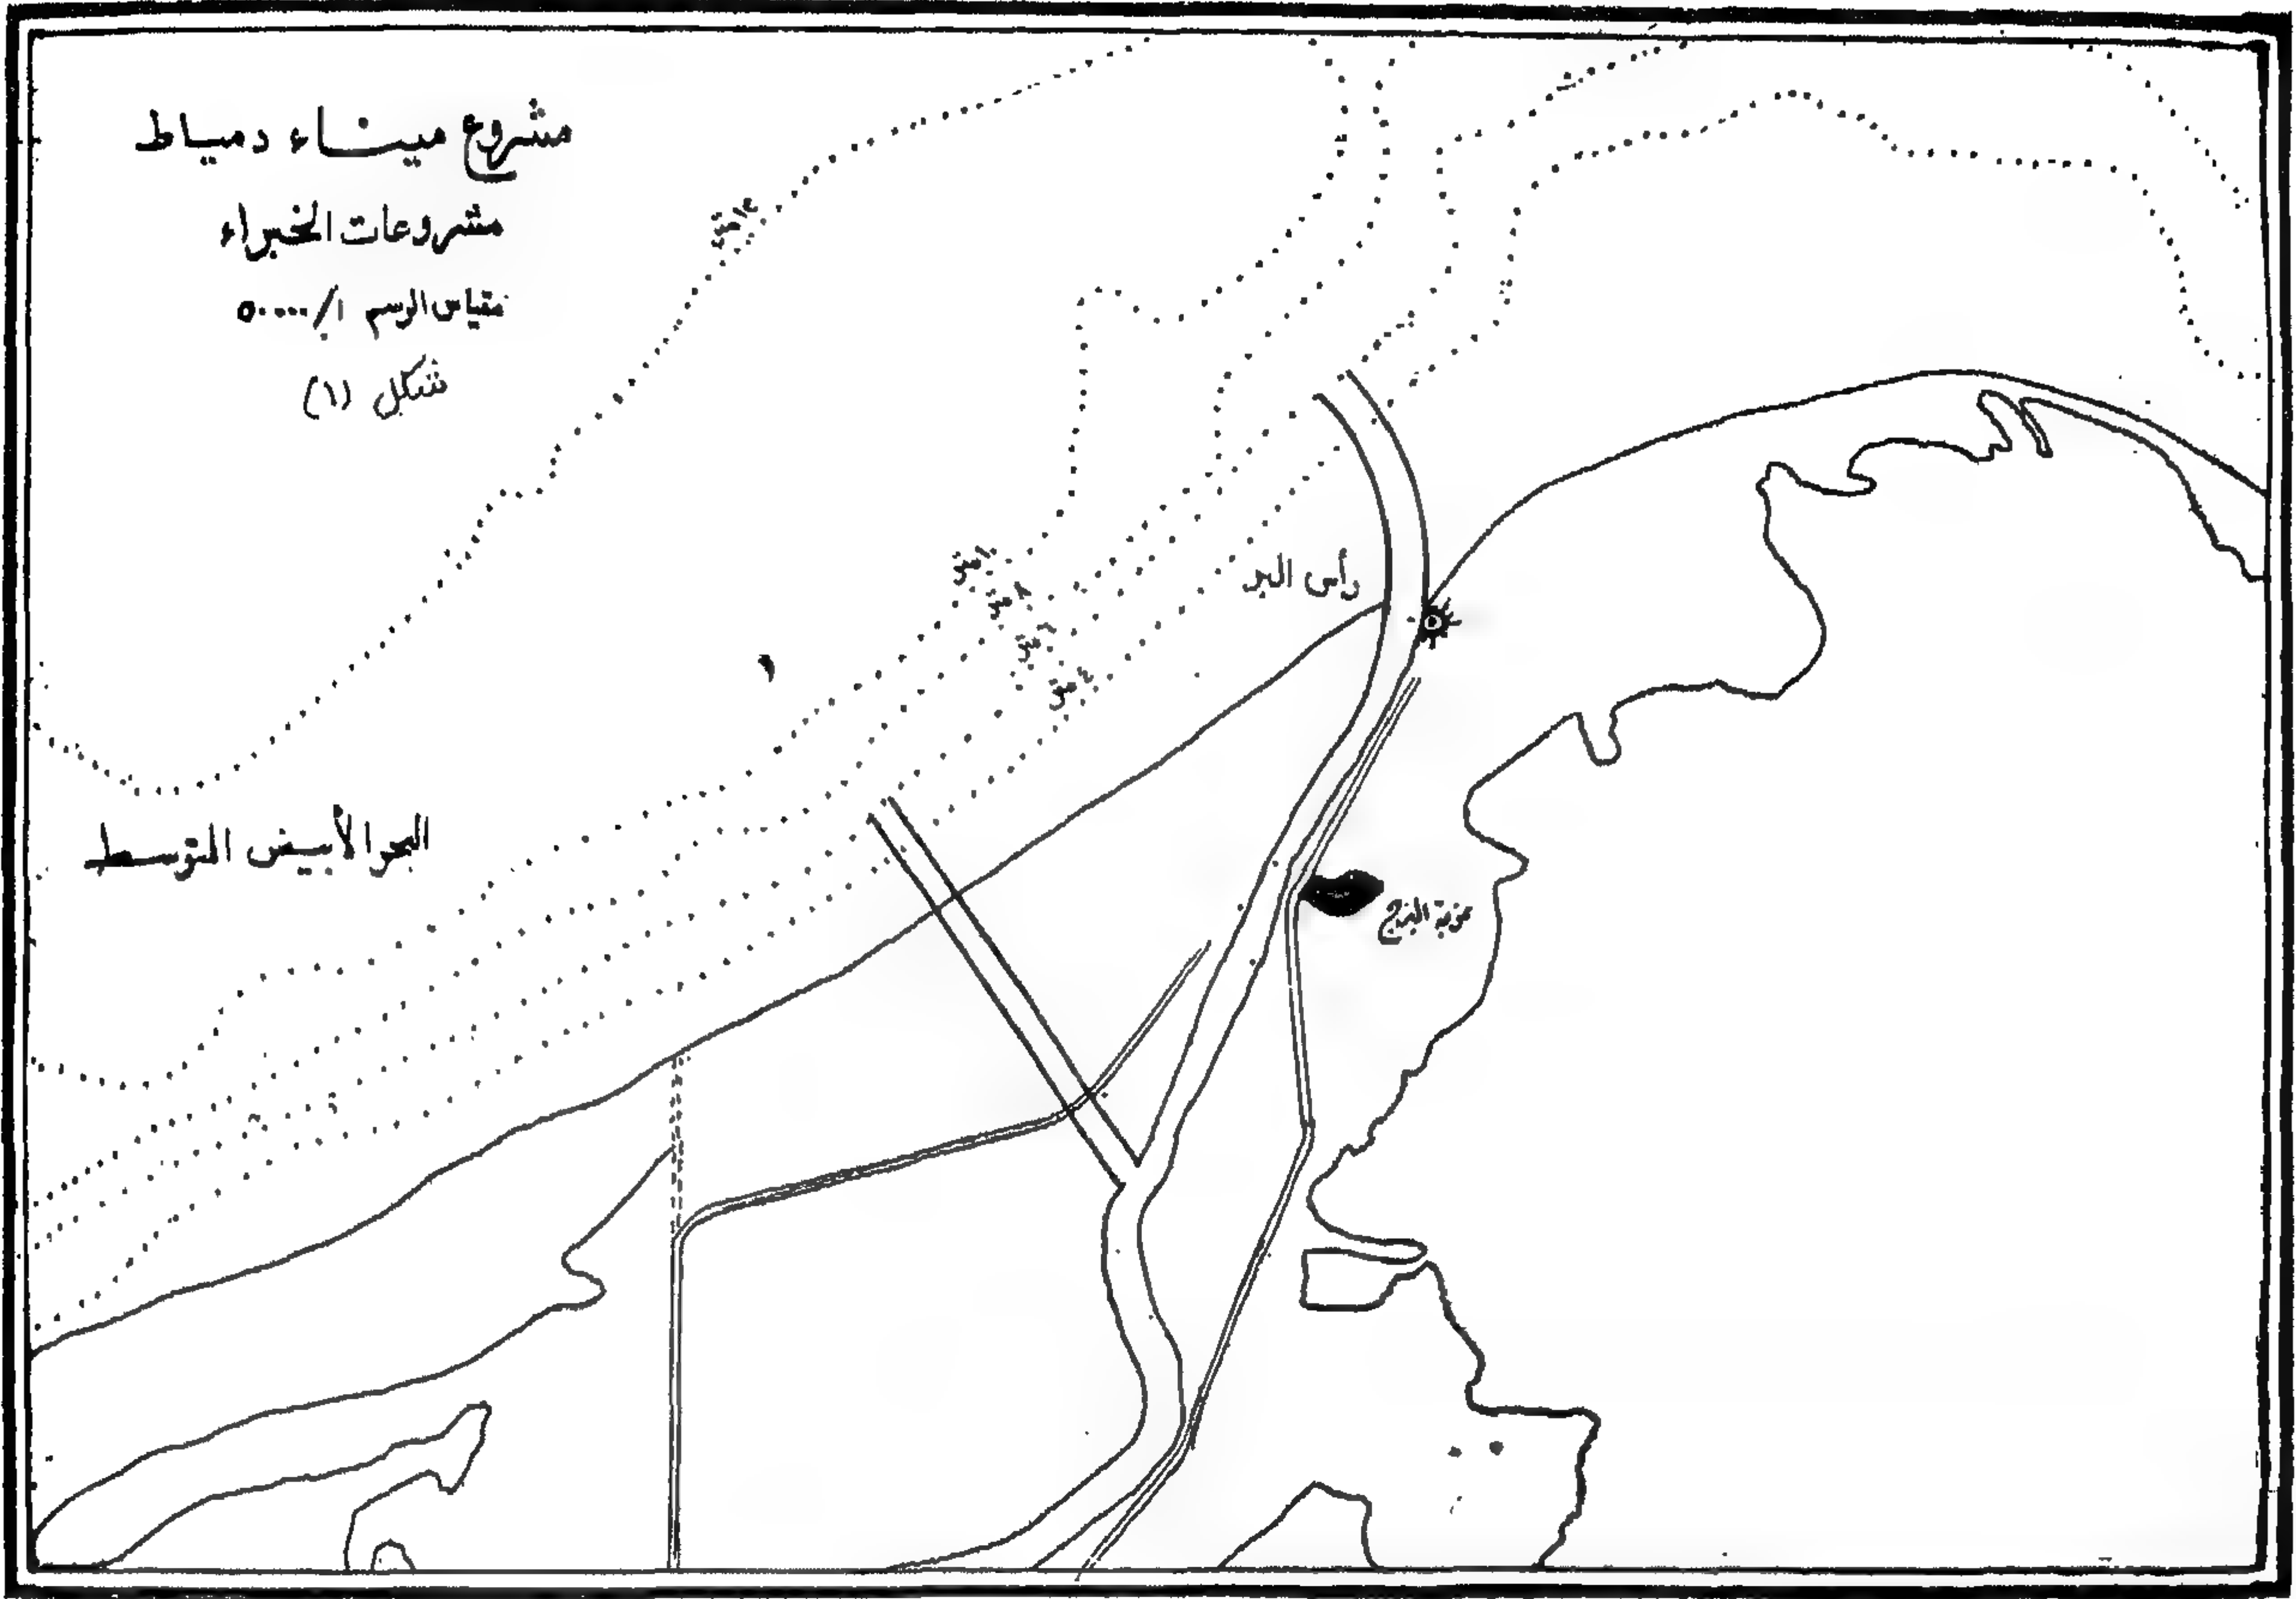 مشروع ميناء دمياط
مشروعات الخبراء
مقياس الرسم ١/٥٠٠٠٠
شكل (١)
رأس البر
البحر الأبيض المتوسط
عزبة البرج